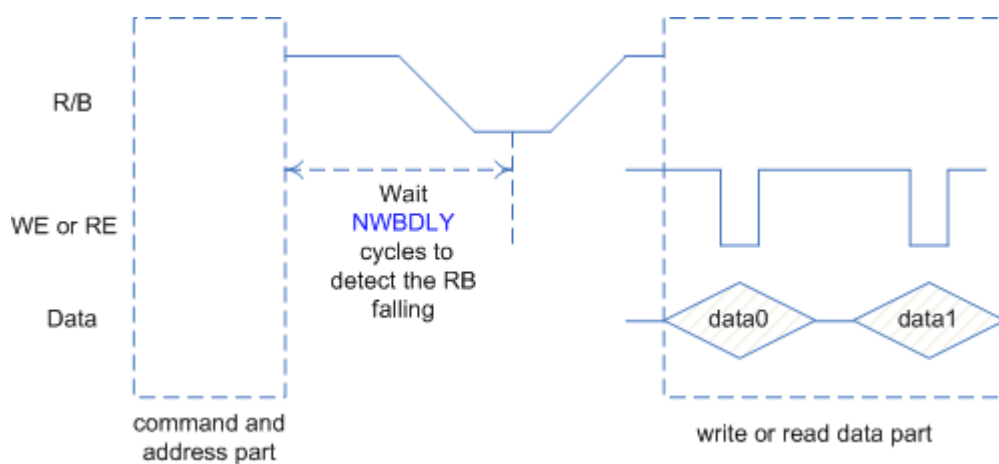 R/B
WE or RE
Data
Wait
NWBDLY
cycles to
detect the RB
falling
data0
data1
command and
address part
write or read data part